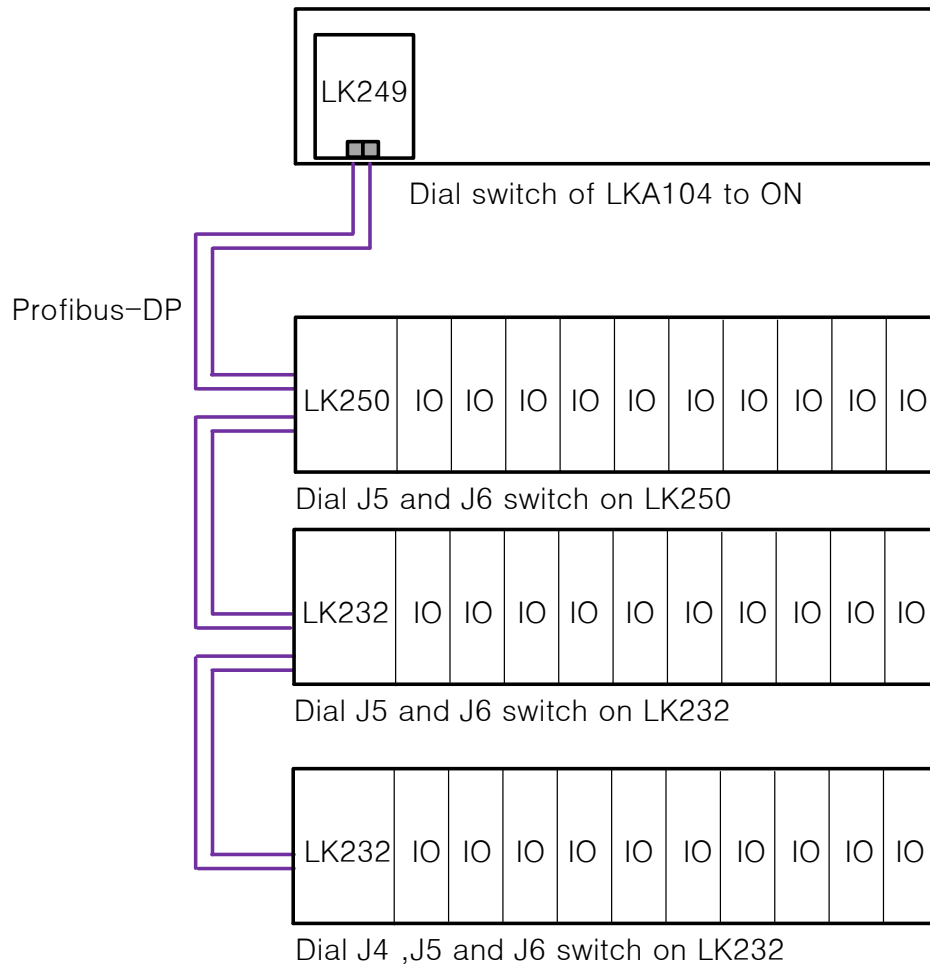 LK249
Dial switch of LKA104 to ON
Profibus-DP
LK250 IO IO IO IO IO IO IO IO IO IO
Dial J5 and J6 switch on LK250
LK232 IO IO IO IO IO IO IO IO IO IO
Dial J5 and J6 switch on LK232
LK232 IO IO IO IO IO IO IO IO IO IO
Dial J4 ,J5 and J6 switch on LK232